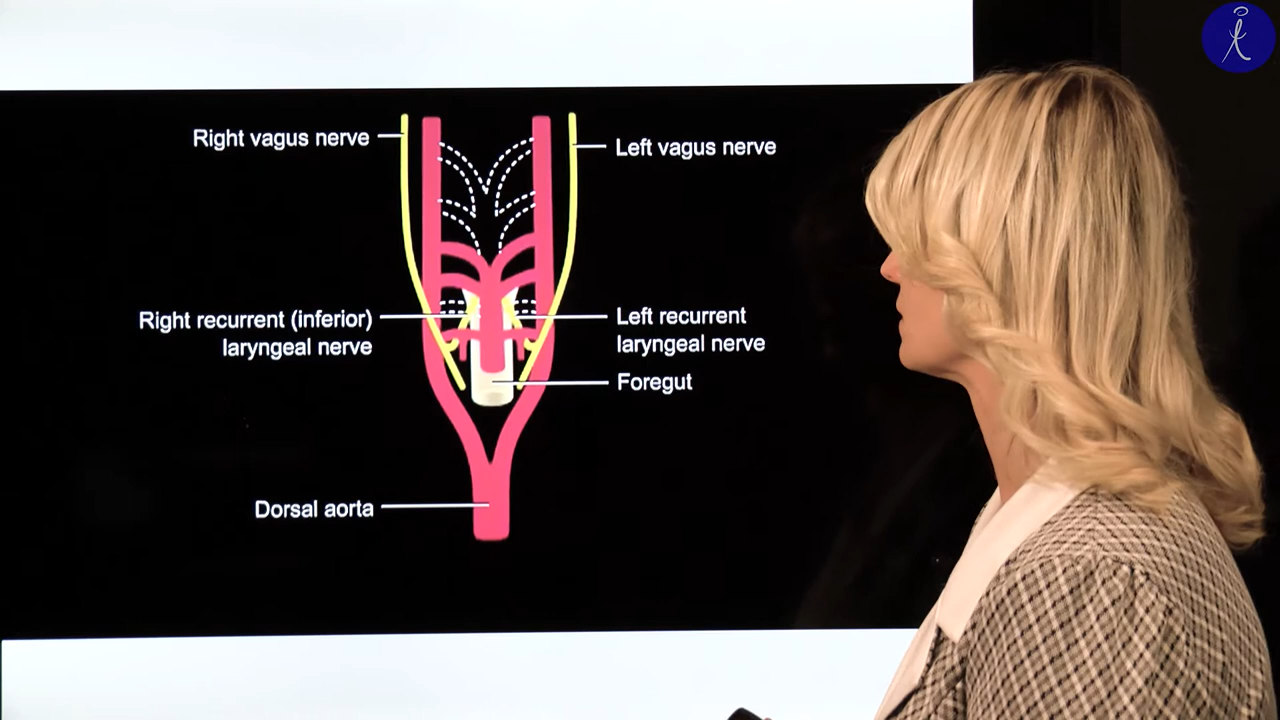 Right vagus nerve
Left vagus nerve
Right recurrent (inferior)
laryngeal nerve
Left recurrent
laryngeal nerve
Foregut
Dorsal aorta